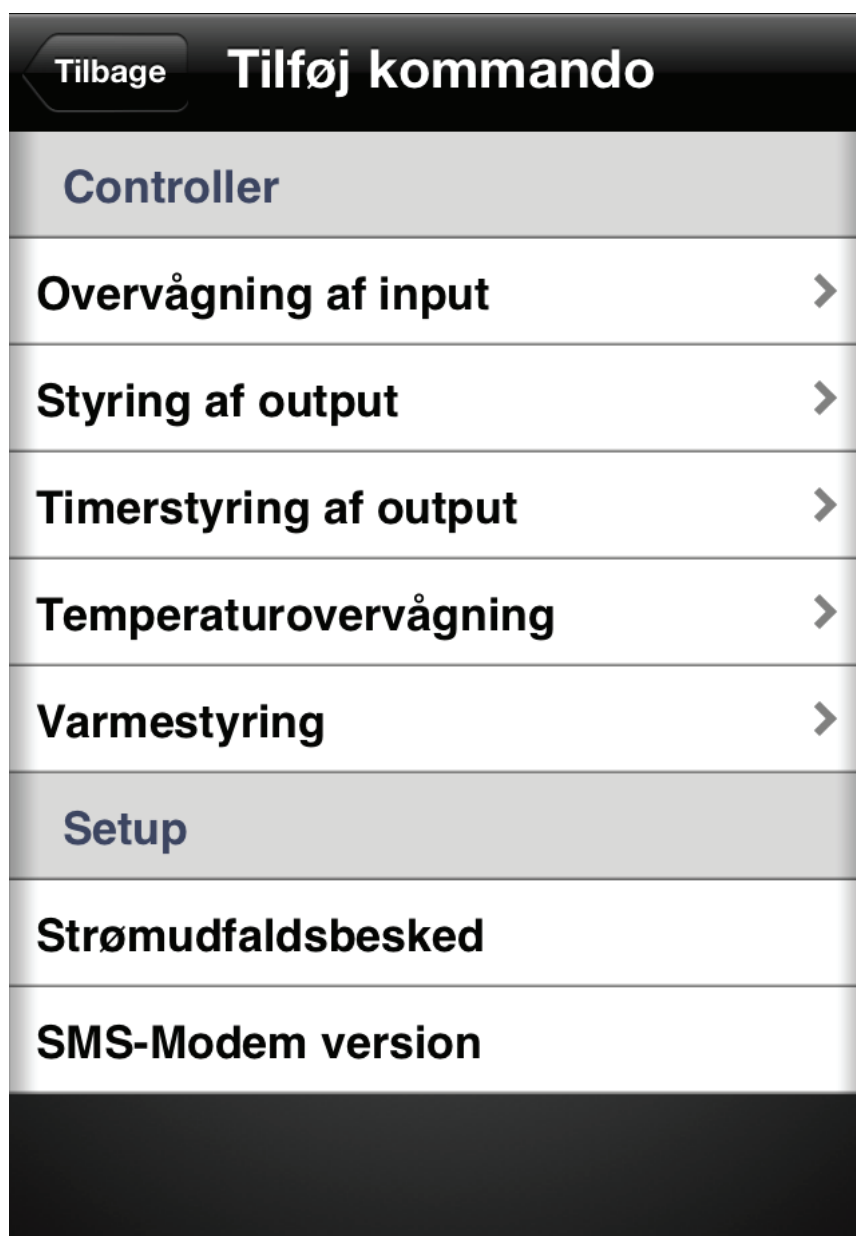 Tilbage Tilføj kommando
Controller
Overvågning af input
Styring af output
Timerstyring af output
Temperaturovervågning
Varmestyring
Setup
Strømudfaldsbesked
SMS-Modem version